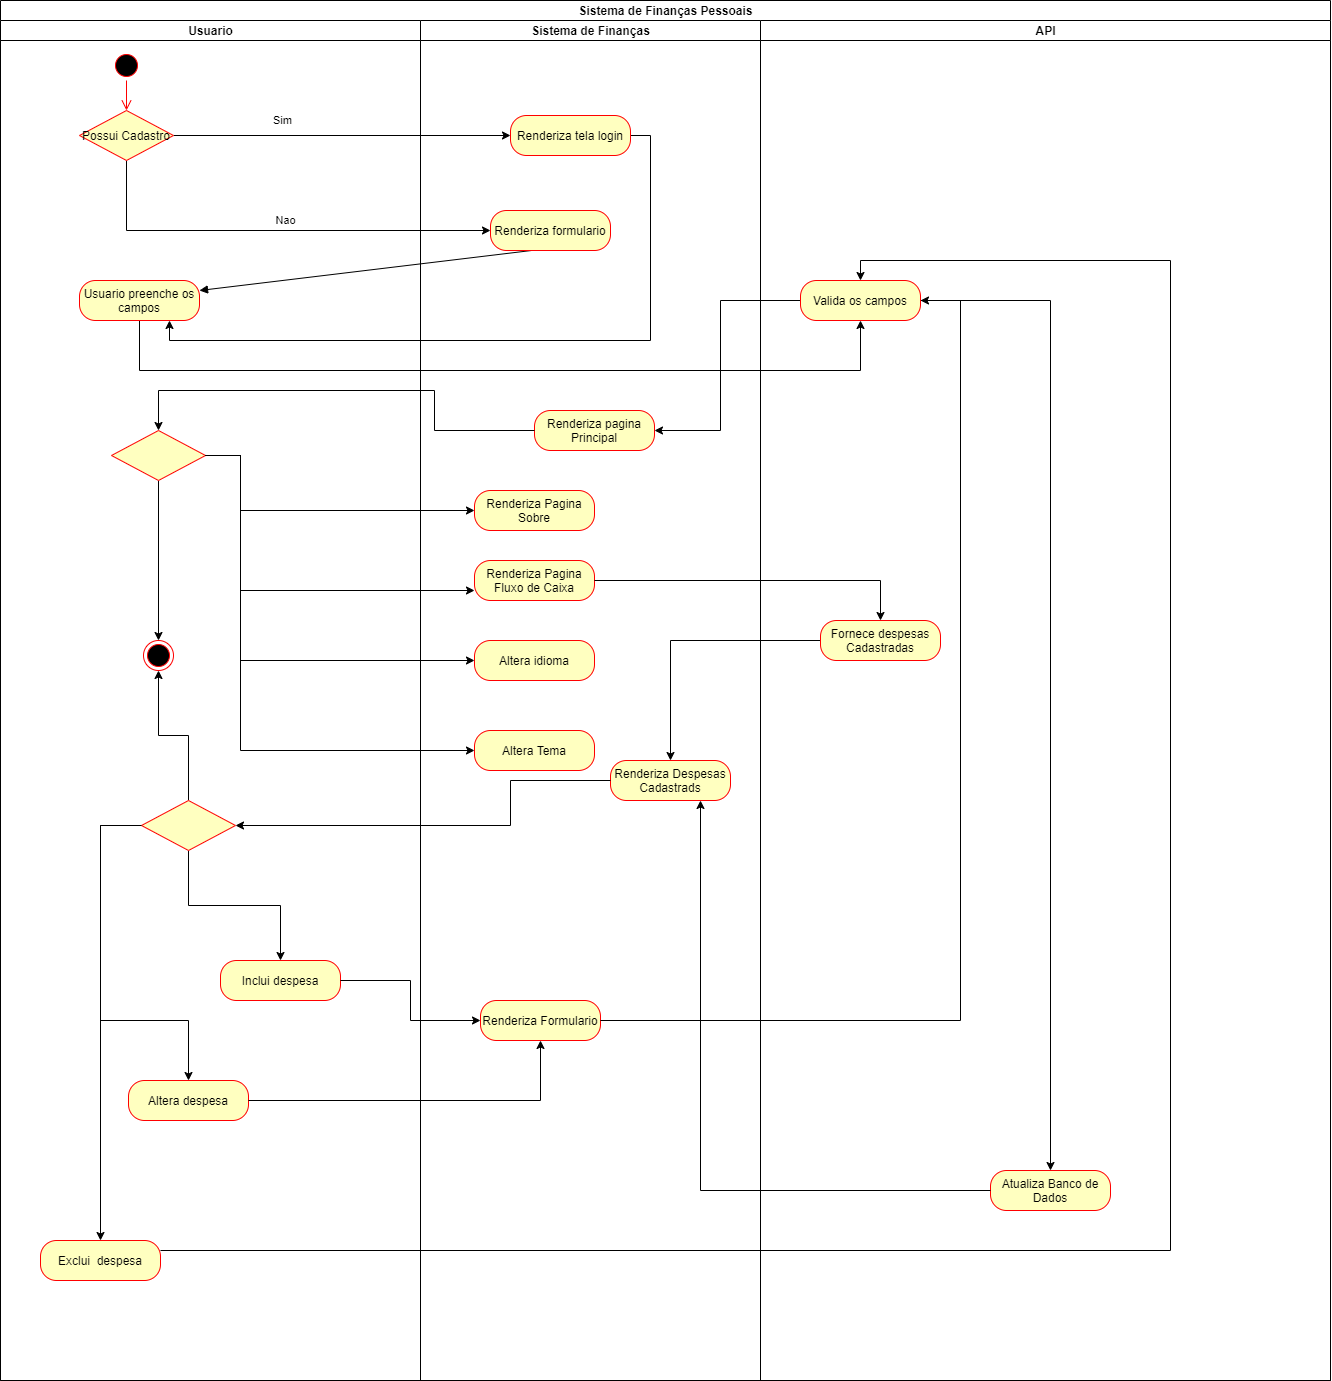 Sistema de Finanças Pessoais
Usuario
Sistema de Finanças
API
Possui Cadastro
Sim
Renderiza tela login
Nao
Renderiza formulario
Usuario preenche os
campos
Valida os campos
Renderiza pagina
Principal
Renderiza Pagina
Sobre
Renderiza Pagina
Fluxo de Caixa
Fornece despesas
Cadastradas
Altera idioma
Altera Tema
Renderiza Despesas
Cadastrads
Inclui despesa
Renderiza Formulario
Altera despesa
Atualiza Banco de
Dados
Exclui  despesa